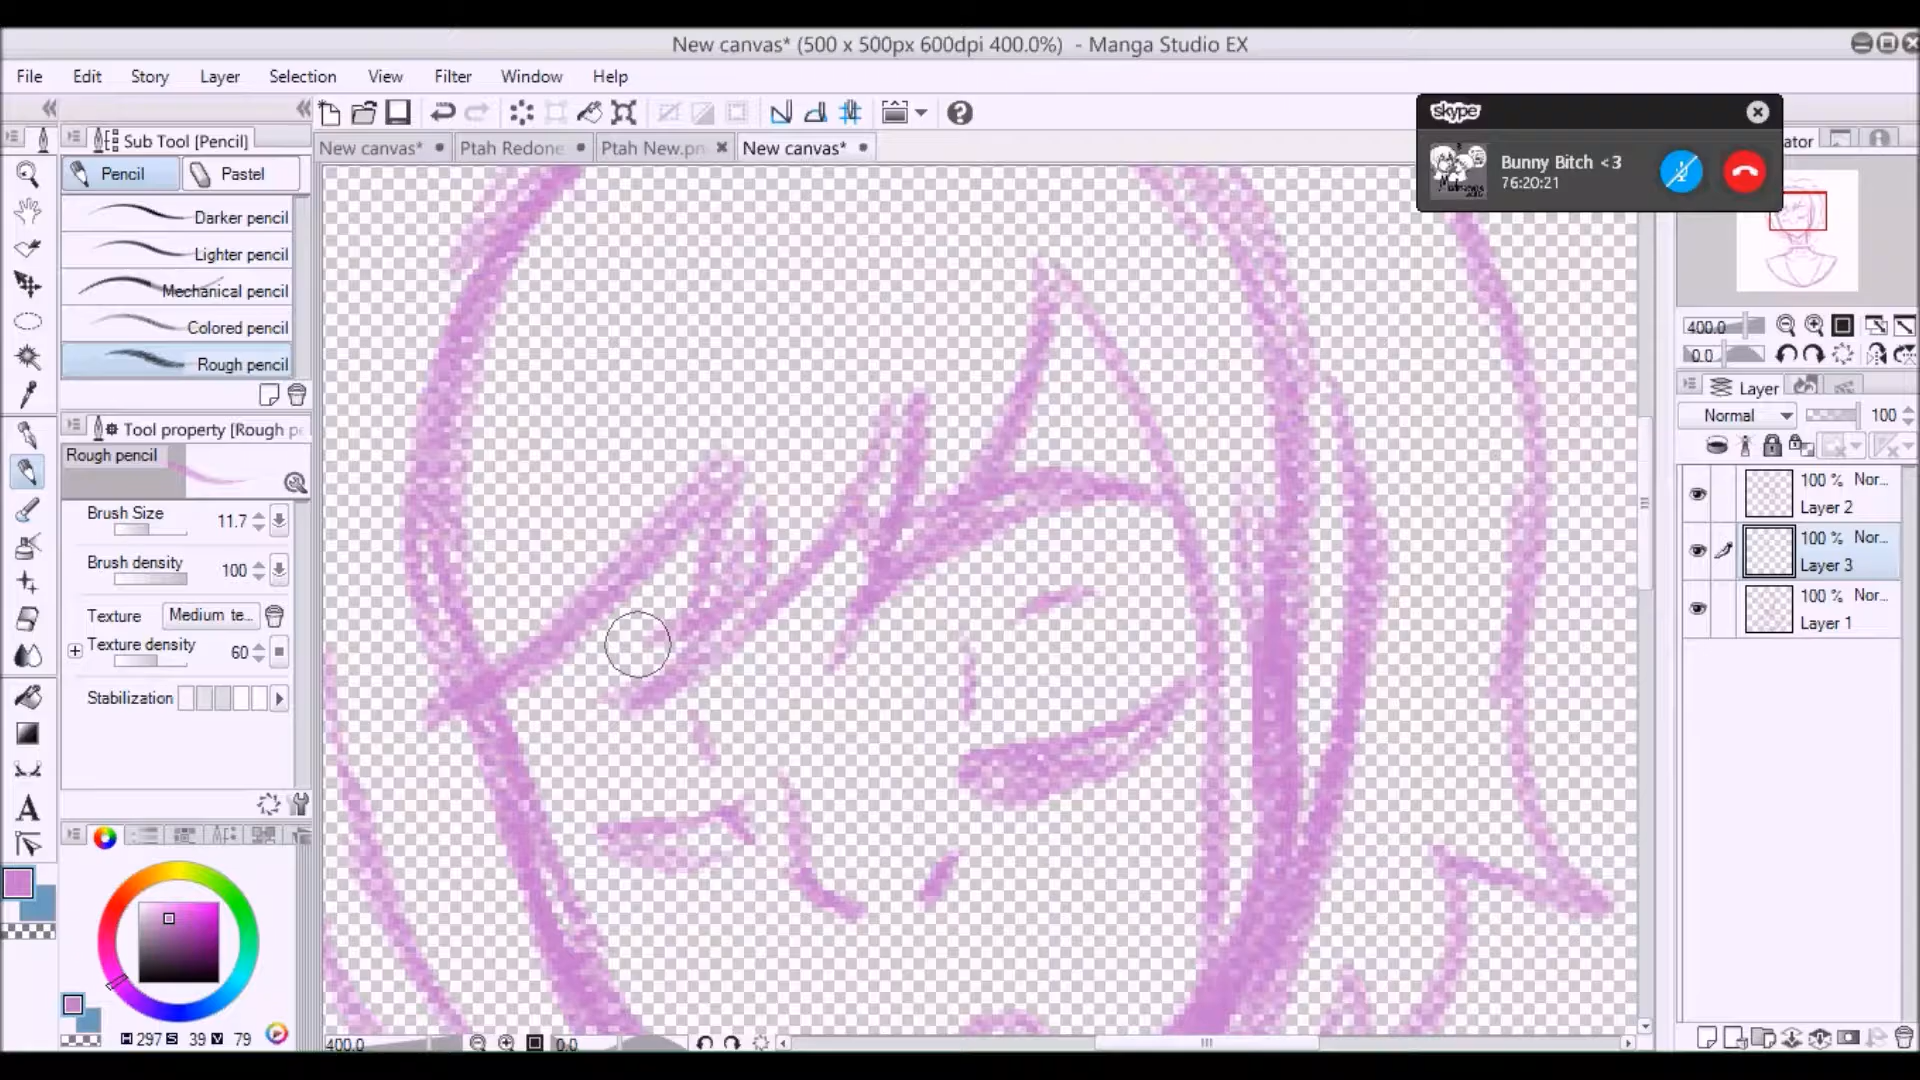 New canvas* (500 x 500px 600dpi 400.0%) - Manga Studio EX
File Edit Story Layer Selection View Filter Window Help
skype
Bunny Bitch <3
76:20:21
Sub Tool [Pencil]
New canvas* Ptah Redone Ptah New.pn New canvas*
ator
Pencil Pastel
Darker pencil
Lighter pencil
Mechanical pencil
Colored pencil
Rough pencil
Tool property [Rough pe
Rough pencil
Brush Size 11.7
Brush density 100
Texture Medium te...
Texture density 60
Stabilization
H 297 S 39 V 79
400.0 0.0
400.0
0.0
Layer
Normal 100
100 % Nor...
Layer 2
100 % Nor...
Layer 3
100 % Nor...
Layer 1